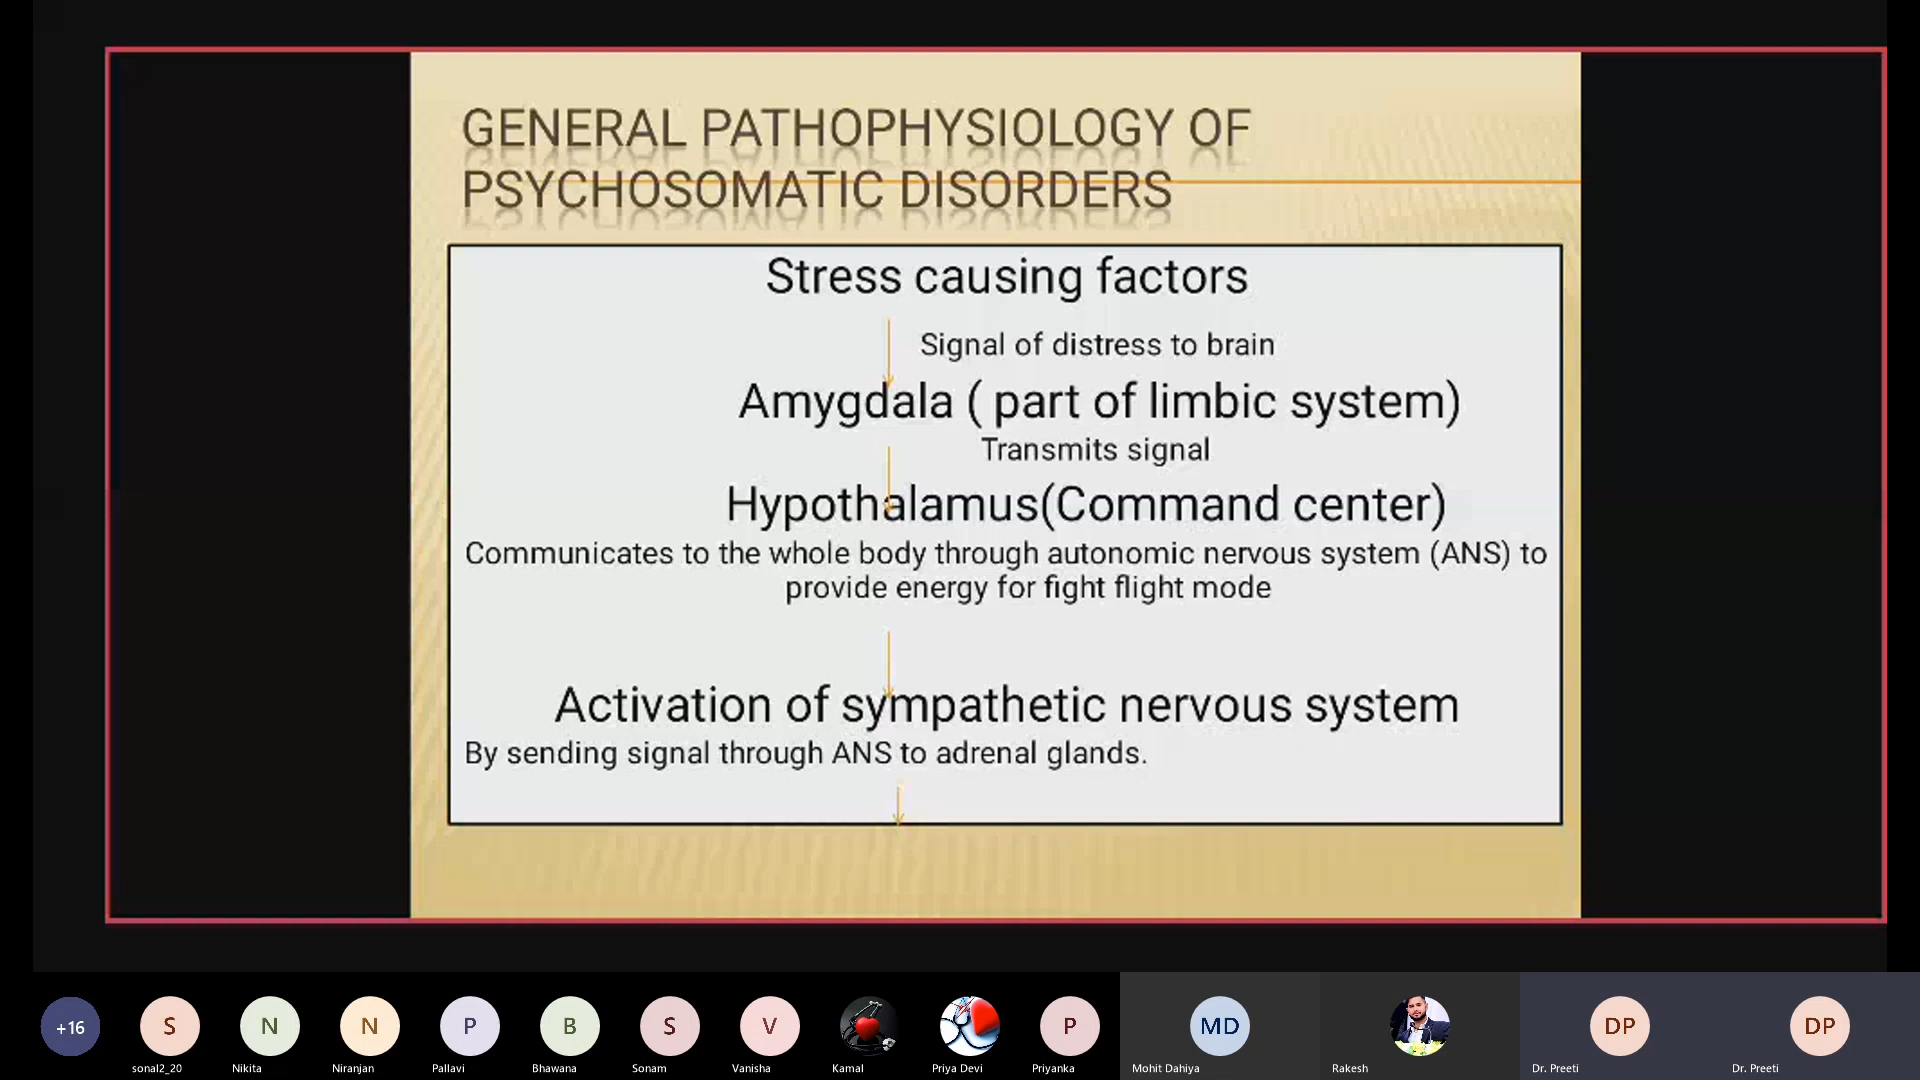 GENERAL PATHOPHYSIOLOGY OF
PSYCHOSOMATIC DISORDERS
Stress causing factors
Signal of distress to brain
Amygdala ( part of limbic system)
Transmits signal
Hypothalamus(Command center)
Communicates to the whole body through autonomic nervous system (ANS) to
provide energy for fight flight mode
Activation of sympathetic nervous system
By sending signal through ANS to adrenal glands.
+16
S
N
N
P
B
S
V
P
MD
DP
DP
sonal2_20
Nikita
Niranjan
Pallavi
Bhawana
Sonam
Vanisha
Kamal
Priya Devi
Priyanka
Mohit Dahiya
Rakesh
Dr. Preeti
Dr. Preeti